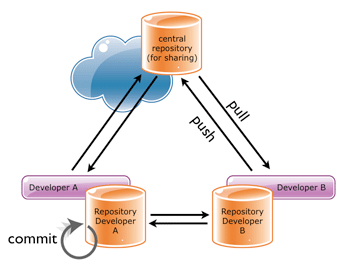 central
repository
(for sharing)
pull
push
Developer A
Developer B
Repository
Developer
A
Repository
Developer
B
commit